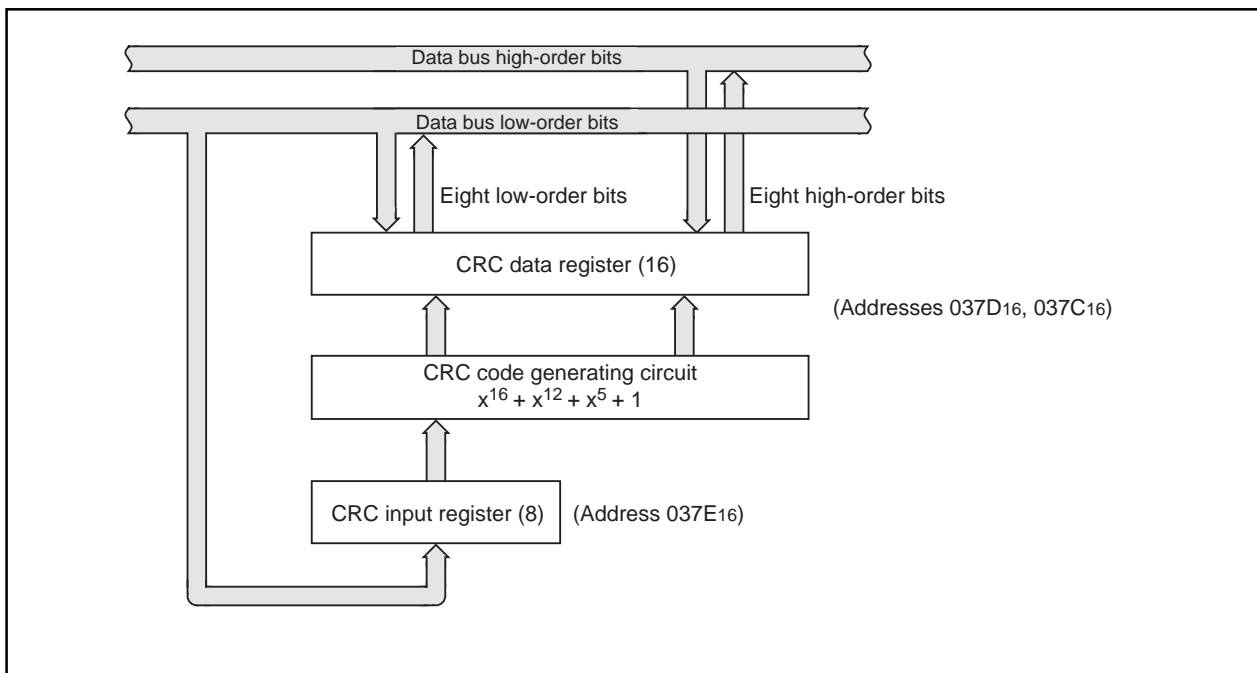 Data bus high-order bits
Data bus low-order bits
Eight low-order bits
Eight high-order bits
CRC data register (16)
(Addresses 037D16, 037C16)
CRC code generating circuit
x16 + x12 + x5 + 1
CRC input register (8)
(Address 037E16)